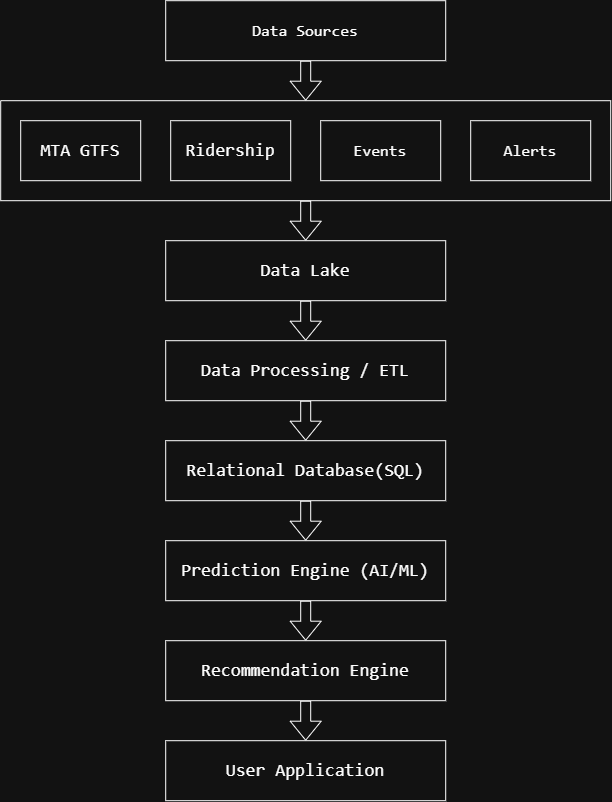 Data Sources
MTA GTFS
Ridership
Events
Alerts
Data Lake
Data Processing / ETL
Relational Database(SQL)
Prediction Engine (AI/ML)
Recommendation Engine
User Application